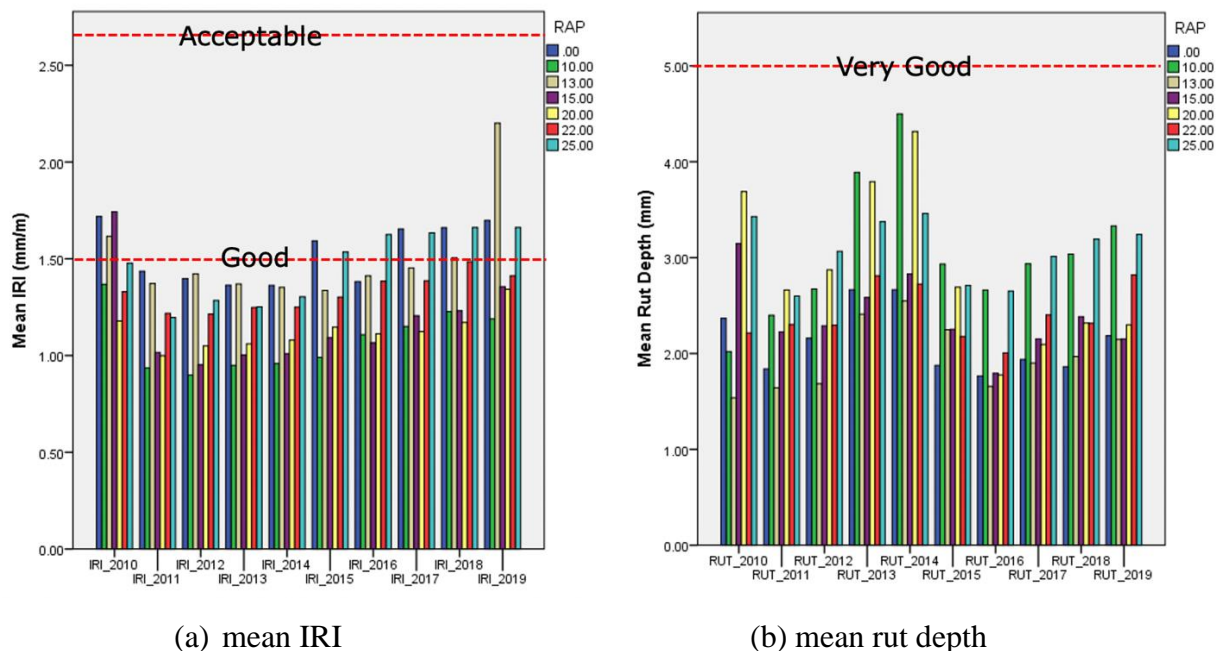 RAP
.00
10.00
13.00
15.00
20.00
22.00
25.00
Acceptable
Good
2.50
2.00
1.50
1.00
0.50
0.00
Mean IRI (mm/m)
IRI_2010 IRI_2012 IRI_2014 IRI_2016 IRI_2018
IRI_2011 IRI_2013 IRI_2015 IRI_2017 IRI_2019
(a) mean IRI
RAP
.00
10.00
13.00
15.00
20.00
22.00
25.00
Very Good
5.00
4.00
3.00
2.00
1.00
0.00
Mean Rut Depth (mm)
RUT_2010 RUT_2012 RUT_2014 RUT_2016 RUT_2018
RUT_2011 RUT_2013 RUT_2015 RUT_2017 RUT_2019
(b) mean rut depth